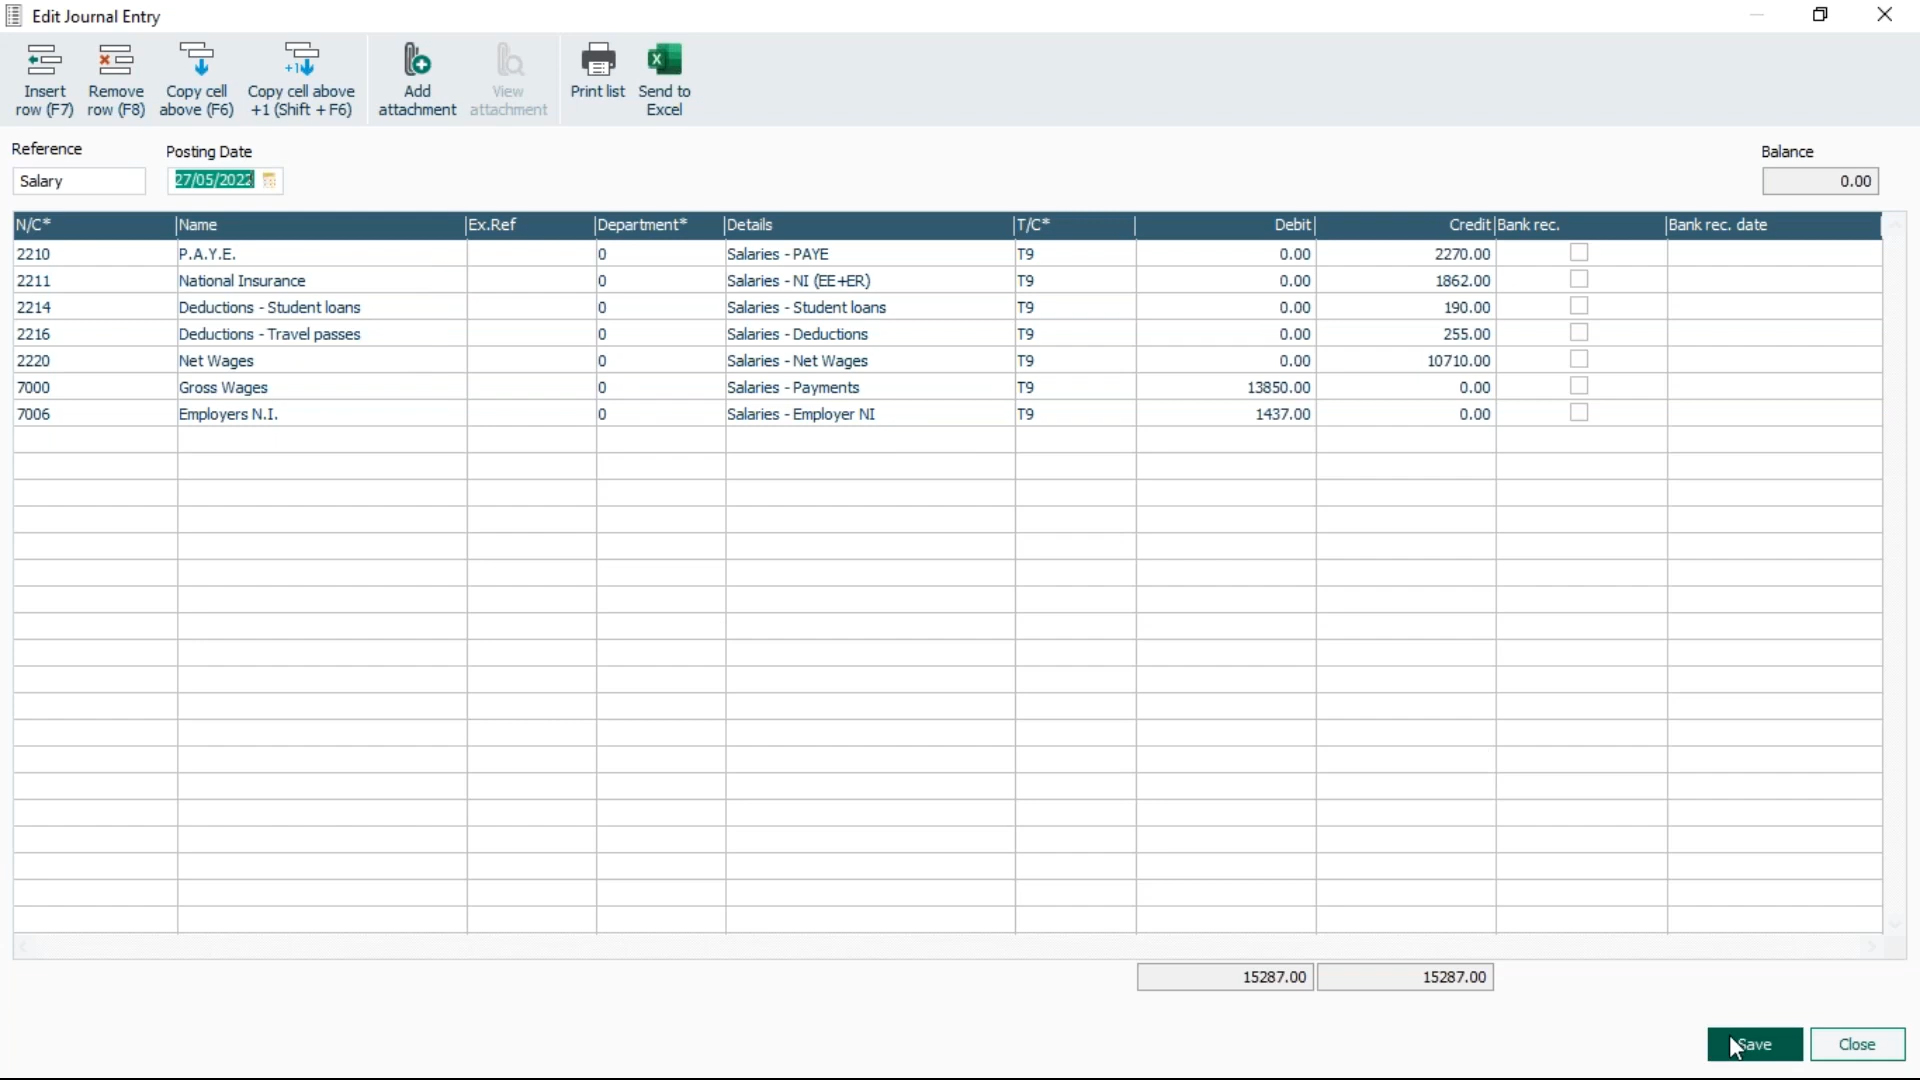 Edit Journal Entry
Insert row (F7)
Remove row (F8)
Copy cell above (F6)
Copy cell above +1 (Shift + F6)
Add attachment
View attachment
Print list
Send to Excel
+1
Reference Posting Date Balance
Salary 27/05/2022 0.00
N/C* Name Ex.Ref Department* Details T/C* Debit Credit Bank rec. Bank rec. date
2210 P.A.Y.E. 0 Salaries - PAYE T9 0.00 2270.00
2211 National Insurance 0 Salaries - NI (EE+ER) T9 0.00 1862.00
2214 Deductions - Student loans 0 Salaries - Student loans T9 0.00 190.00
2216 Deductions - Travel passes 0 Salaries - Deductions T9 0.00 255.00
2220 Net Wages 0 Salaries - Net Wages T9 0.00 10710.00
7000 Gross Wages 0 Salaries - Payments T9 13850.00 0.00
7006 Employers N.I. 0 Salaries - Employer NI T9 1437.00 0.00
15287.00 15287.00
Save Close